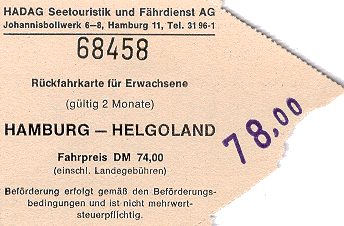 HADAG Seetouristik und Fährdienst AG
Johannisbollwerk 6–8, Hamburg 11, Tel. 31 96-1
68458
Rückfahrkarte für Erwachsene
(gültig 2 Monate)
HAMBURG — HELGOLAND
78,00
Fahrpreis DM 74,00
(einschl. Landegebühren)
Beförderung erfolgt gemäß den Beförderungs-
bedingungen und ist nicht mehrwert-
steuerpflichtig.